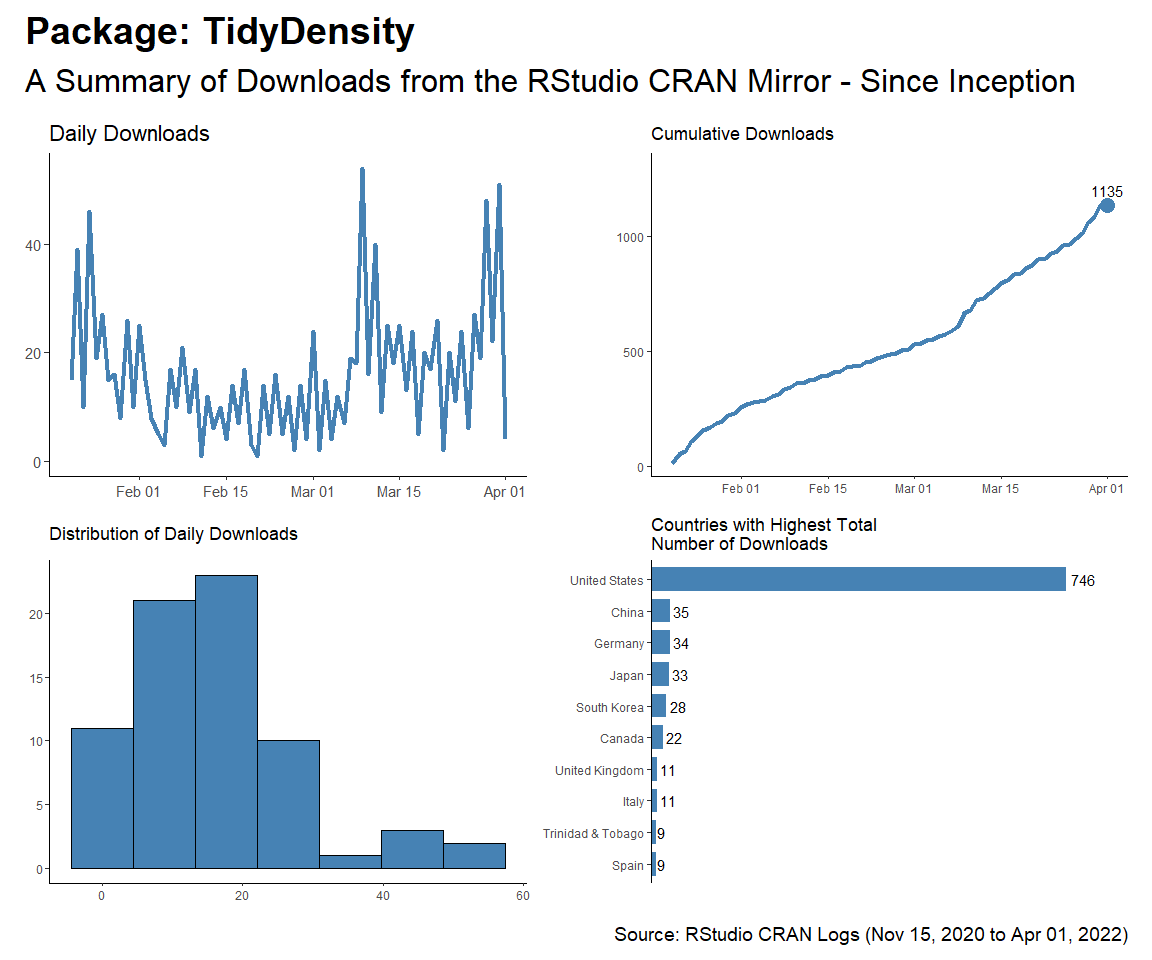 Package: TidyDensity
A Summary of Downloads from the RStudio CRAN Mirror - Since Inception
Daily Downloads
40
20
0
Feb 01 Feb 15 Mar 01 Mar 15 Apr 01
Cumulative Downloads
1135
1000
500
0
Feb 01 Feb 15 Mar 01 Mar 15 Apr 01
Distribution of Daily Downloads
20
15
10
5
0
0 20 40 60
Countries with Highest Total
Number of Downloads
United States 746
China 35
Germany 34
Japan 33
South Korea 28
Canada 22
United Kingdom 11
Italy 11
Trinidad & Tobago 9
Spain 9
Source: RStudio CRAN Logs (Nov 15, 2020 to Apr 01, 2022)